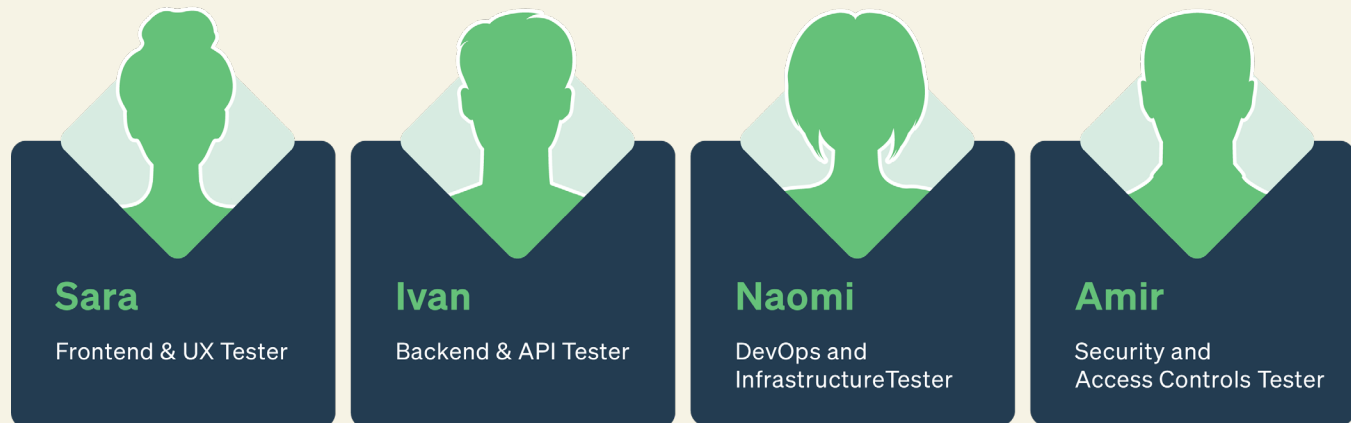 Sara
Frontend & UX Tester
Ivan
Backend & API Tester
Naomi
DevOps and
InfrastructureTester
Amir
Security and
Access Controls Tester